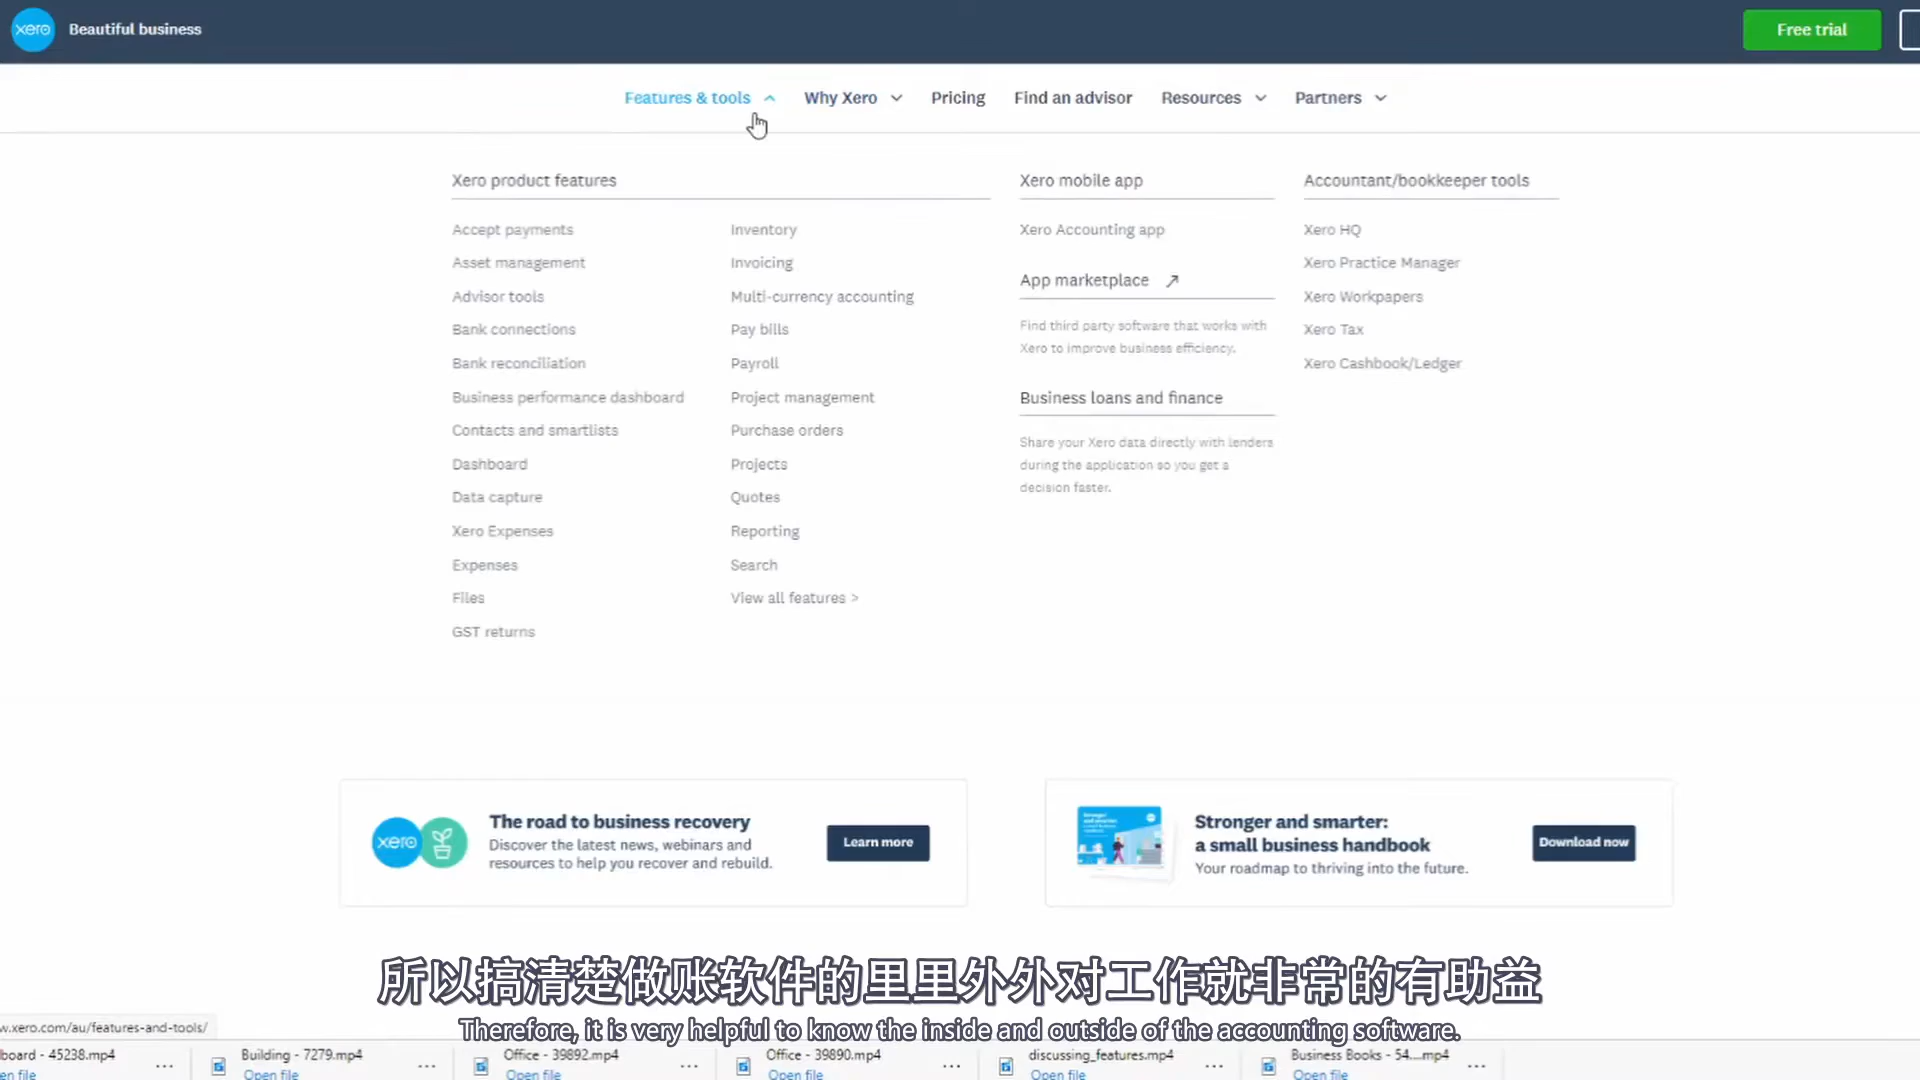 xero Beautiful business
Free trial
Features & tools
Why Xero
Pricing
Find an advisor
Resources
Partners
Xero product features
Accept payments
Asset management
Advisor tools
Bank connections
Bank reconciliation
Business performance dashboard
Contacts and smartlists
Dashboard
Data capture
Xero Expenses
Expenses
Files
GST returns
Inventory
Invoicing
Multi-currency accounting
Pay bills
Payroll
Project management
Purchase orders
Projects
Quotes
Reporting
Search
View all features >
Xero mobile app
Xero Accounting app
App marketplace
Find third party software that works with
Xero to improve business efficiency.
Business loans and finance
Share your Xero data directly with lenders
during the application so you get a
decision faster.
Accountant/bookkeeper tools
Xero HQ
Xero Practice Manager
Xero Workpapers
Xero Tax
Xero Cashbook/Ledger
xero
The road to business recovery
Discover the latest news, webinars and
resources to help you recover and rebuild.
Learn more
Stronger and smarter:
a small business handbook
Your roadmap to thriving into the future.
Download now
所以搞清楚做账软件的里里外外对工作就非常的有助益
Therefore, it is very helpful to know the inside and outside of the accounting software.
w.xero.com/au/features-and-tools/
board - 45238.mp4
en file
Building - 7279.mp4
Open file
Office - 39892.mp4
Open file
Office - 39890.mp4
Open file
discussing_features.mp4
Open file
Business Books - 54....mp4
Open file